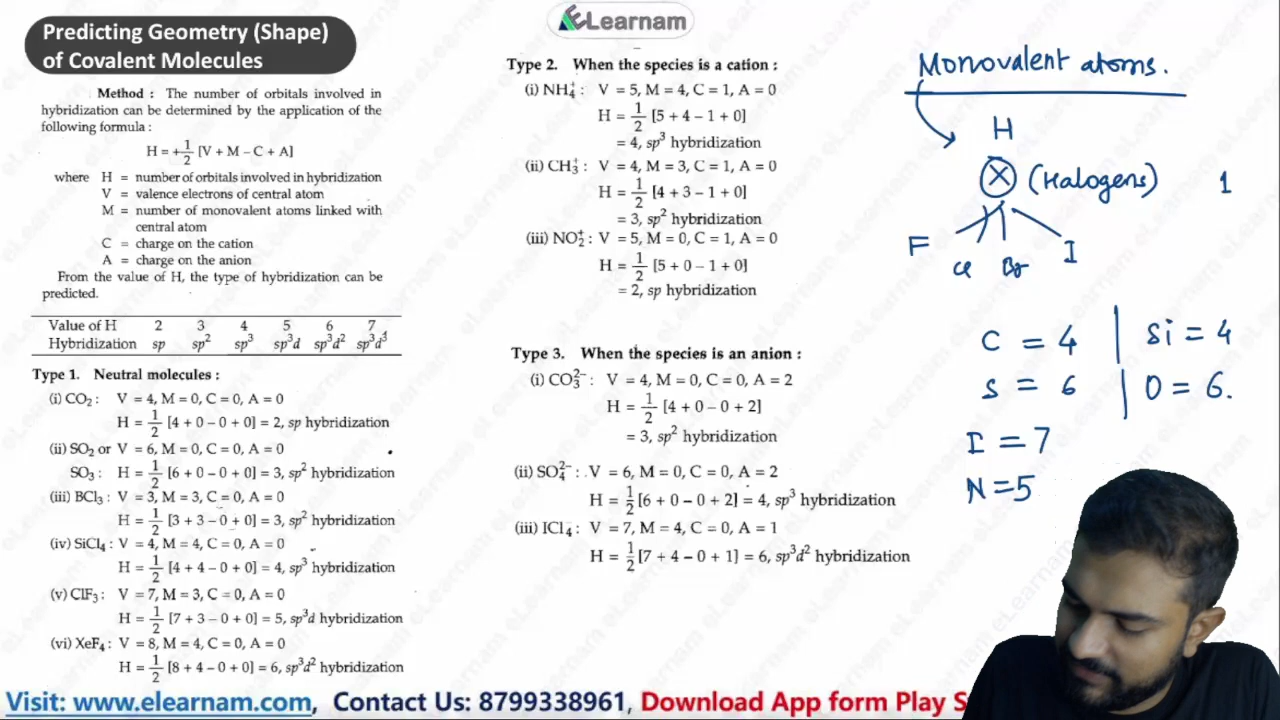 Predicting Geometry (Shape)
of Covalent Molecules
ELearnam
Method : The number of orbitals involved in
hybridization can be determined by the application of the
following formula :
H = +1/2 [V + M − C + A]
where H = number of orbitals involved in hybridization
V = valence electrons of central atom
M = number of monovalent atoms linked with
central atom
C = charge on the cation
A = charge on the anion
From the value of H, the type of hybridization can be
predicted.
Value of H 2 3 4 5 6 7
Hybridization sp sp² sp³ sp³d sp³d² sp³d³
Type 1. Neutral molecules :
(i) CO₂ : V = 4, M = 0, C = 0, A = 0
H = 1/2 [4 + 0 − 0 + 0] = 2, sp hybridization
(ii) SO₂ or V = 6, M = 0, C = 0, A = 0
SO₃ : H = 1/2 [6 + 0 − 0 + 0] = 3, sp² hybridization
(iii) BCl₃ : V = 3, M = 3, C = 0, A = 0
H = 1/2 [3 + 3 − 0 + 0] = 3, sp² hybridization
(iv) SiCl₄ : V = 4, M = 4, C = 0, A = 0
H = 1/2 [4 + 4 − 0 + 0] = 4, sp³ hybridization
(v) ClF₃ : V = 7, M = 3, C = 0, A = 0
H = 1/2 [7 + 3 − 0 + 0] = 5, sp³d hybridization
(vi) XeF₄ : V = 8, M = 4, C = 0, A = 0
H = 1/2 [8 + 4 − 0 + 0] = 6, sp³d² hybridization
Type 2. When the species is a cation :
(i) NH₄⁺ : V = 5, M = 4, C = 1, A = 0
H = 1/2 [5 + 4 − 1 + 0]
= 4, sp³ hybridization
(ii) CH₃⁺ : V = 4, M = 3, C = 1, A = 0
H = 1/2 [4 + 3 − 1 + 0]
= 3, sp² hybridization
(iii) NO₂⁺ : V = 5, M = 0, C = 1, A = 0
H = 1/2 [5 + 0 − 1 + 0]
= 2, sp hybridization
Type 3. When the species is an anion :
(i) CO₃²⁻ : V = 4, M = 0, C = 0, A = 2
H = 1/2 [4 + 0 − 0 + 2]
= 3, sp² hybridization
(ii) SO₄²⁻ : V = 6, M = 0, C = 0, A = 2
H = 1/2 [6 + 0 − 0 + 2] = 4, sp³ hybridization
(iii) ICl₄⁻ : V = 7, M = 4, C = 0, A = 1
H = 1/2 [7 + 4 − 0 + 1] = 6, sp³d² hybridization
Monovalent atoms.
H
X (Halogens) 1
F Cl Br I
C = 4 | Si = 4
S = 6 | O = 6.
I = 7
N = 5
Visit: www.elearnam.com, Contact Us: 8799338961, Download App form Play S